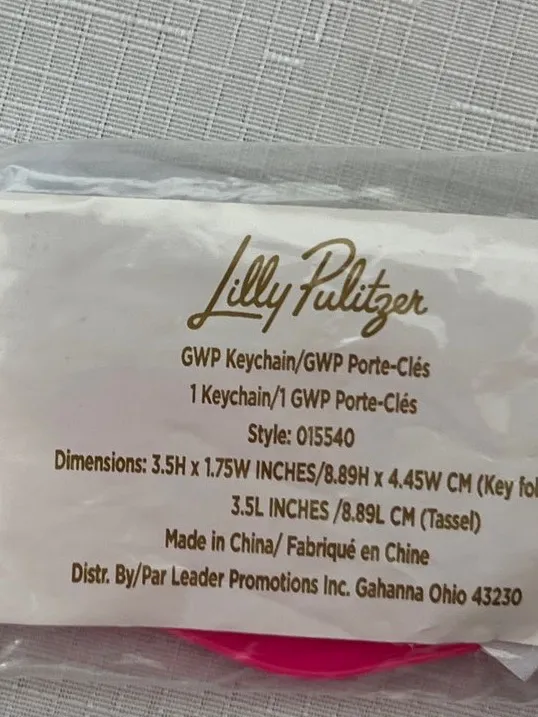 Lilly Pulitzer
GWP Keychain/GWP Porte-Clés
1 Keychain/1 GWP Porte-Clés
Style: 015540
Dimensions: 3.5H x 1.75W INCHES/8.89H x 4.45W CM (Key
3.5L INCHES /8.89L CM (Tassel)
Made in China/ Fabriqué en Chine
Distr. By/Par Leader Promotions Inc. Gahanna Ohio 43230